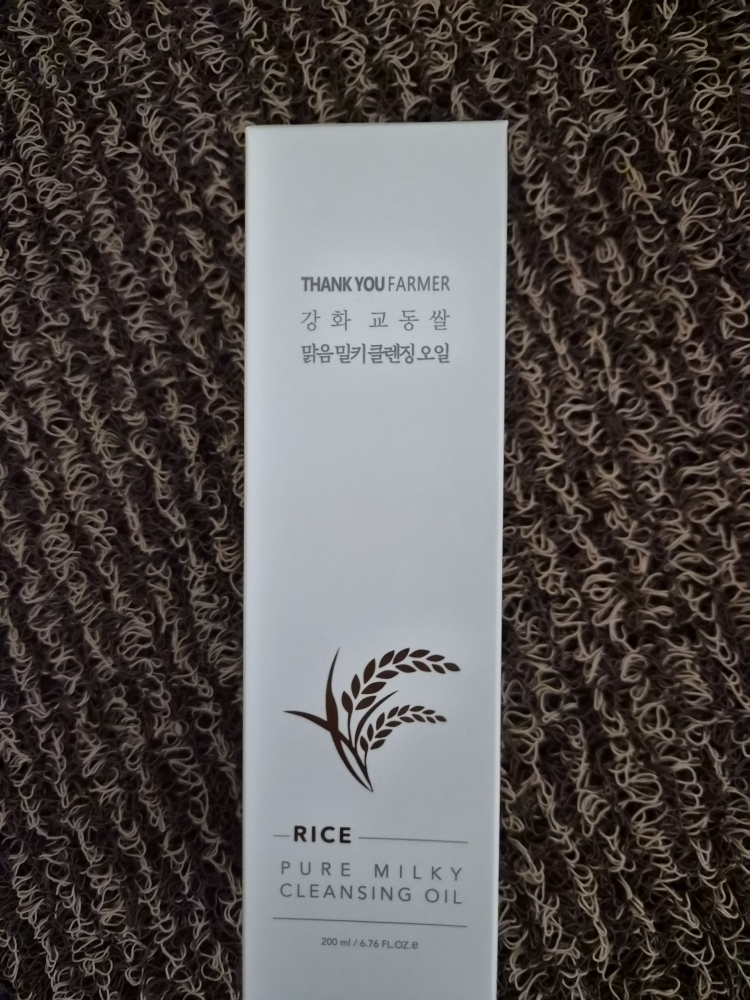 THANK YOU FARMER
강화 교동쌀
맑음밀키클렌징오일
RICE
PURE MILKY
CLEANSING OIL
200 ml / 6.76 FL.OZ.e